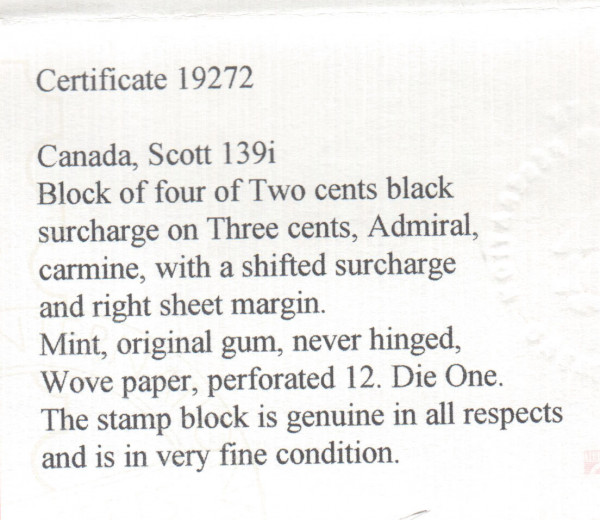 Certificate 19272
Canada, Scott 139i
Block of four of Two cents black
surcharge on Three cents, Admiral,
carmine, with a shifted surcharge
and right sheet margin.
Mint, original gum, never hinged,
Wove paper, perforated 12. Die One.
The stamp block is genuine in all respects
and is in very fine condition.